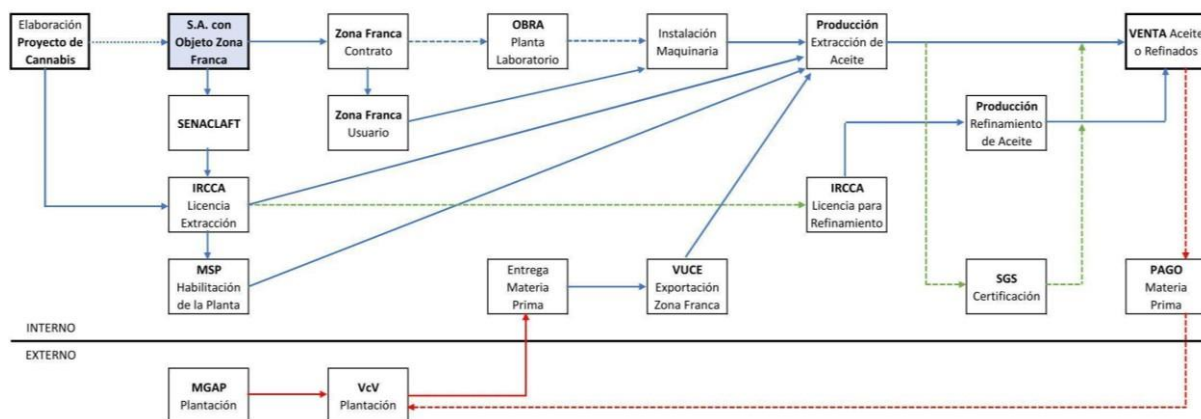 Elaboración
Proyecto de
Cannabis
S.A. con
Objeto Zona
Franca
Zona Franca
Contrato
OBRA
Planta
Laboratorio
Instalación
Maquinaria
Producción
Extracción de
Aceite
VENTA Aceite
o Refinados
SENACLAFT
Zona Franca
Usuario
Producción
Refinamiento
de Aceite
IRCCA
Licencia
Extracción
IRCCA
Licencia para
Refinamiento
MSP
Habilitación
de la Planta
Entrega
Materia
Prima
VUCE
Exportación
Zona Franca
SGS
Certificación
PAGO
Materia
Prima
INTERNO
EXTERNO
MGAP
Plantación
VcV
Plantación